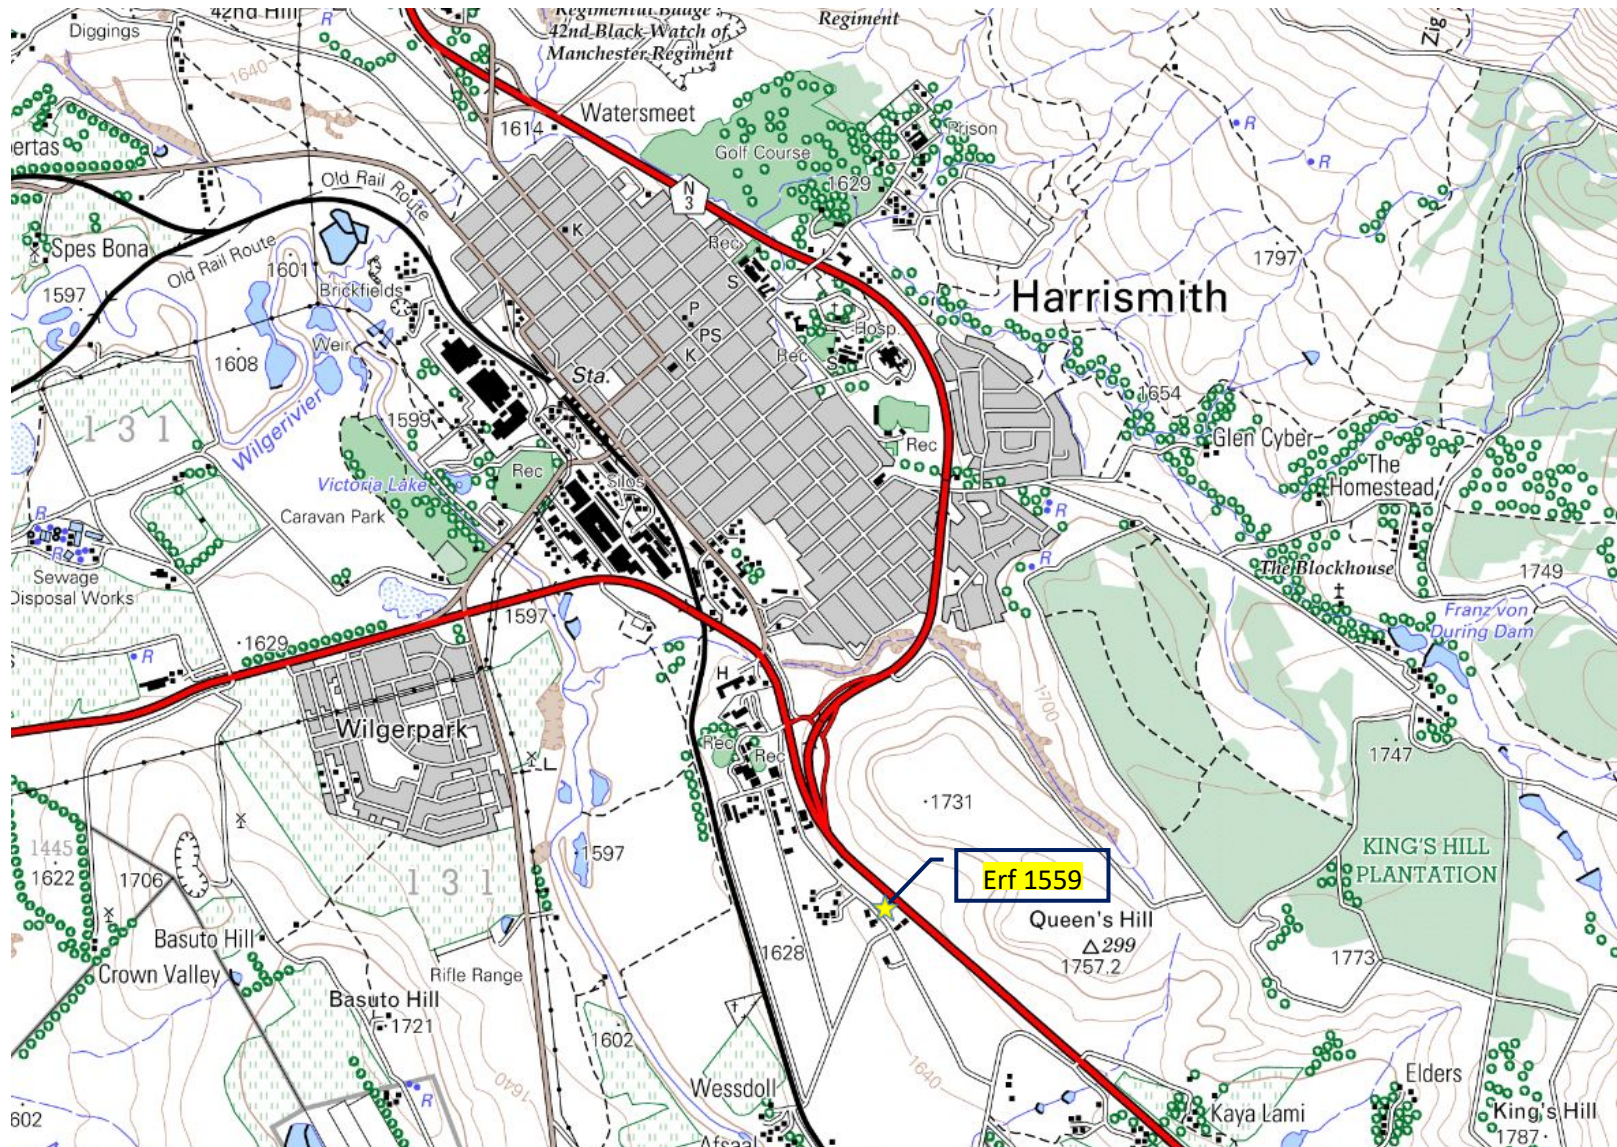 42nd Hill
Regimental Badge:
42nd Black Watch of
Manchester Regiment
Regiment
Diggings
R
1640
Zig
Watersmeet
1614
Golf Course
Prison
R
R
1629
Old Rail Route
N
3
Spes Bona
Old Rail Route
K
Rec
1601
1797
1597
Brickfields
S
Harrismith
P
PS
Hosp.
Weir
K
Rec
S
1608
Sta.
1654
131
1599
Rec
Glen Cyber
Wilgerivier
Rec
The
Homestead
Victoria Lake
Silos
R
Caravan Park
R
R
R
Sewage
Disposal Works
The Blockhouse
1749
1597
Franz von
During Dam
1629
R
H
1700
Wilgerpark
Rec
Rec
1747
L
1731
1445
1622
1597
KING'S HILL
PLANTATION
1706
131
Erf 1559
Queen's Hill
299
1757.2
Basuto Hill
Crown Valley
1628
1773
Rifle Range
Basuto Hill
1721
1602
1640
1640
Wessdoll
Elders
R
602
Kaya Lami
King's Hill
1787
Afsaal